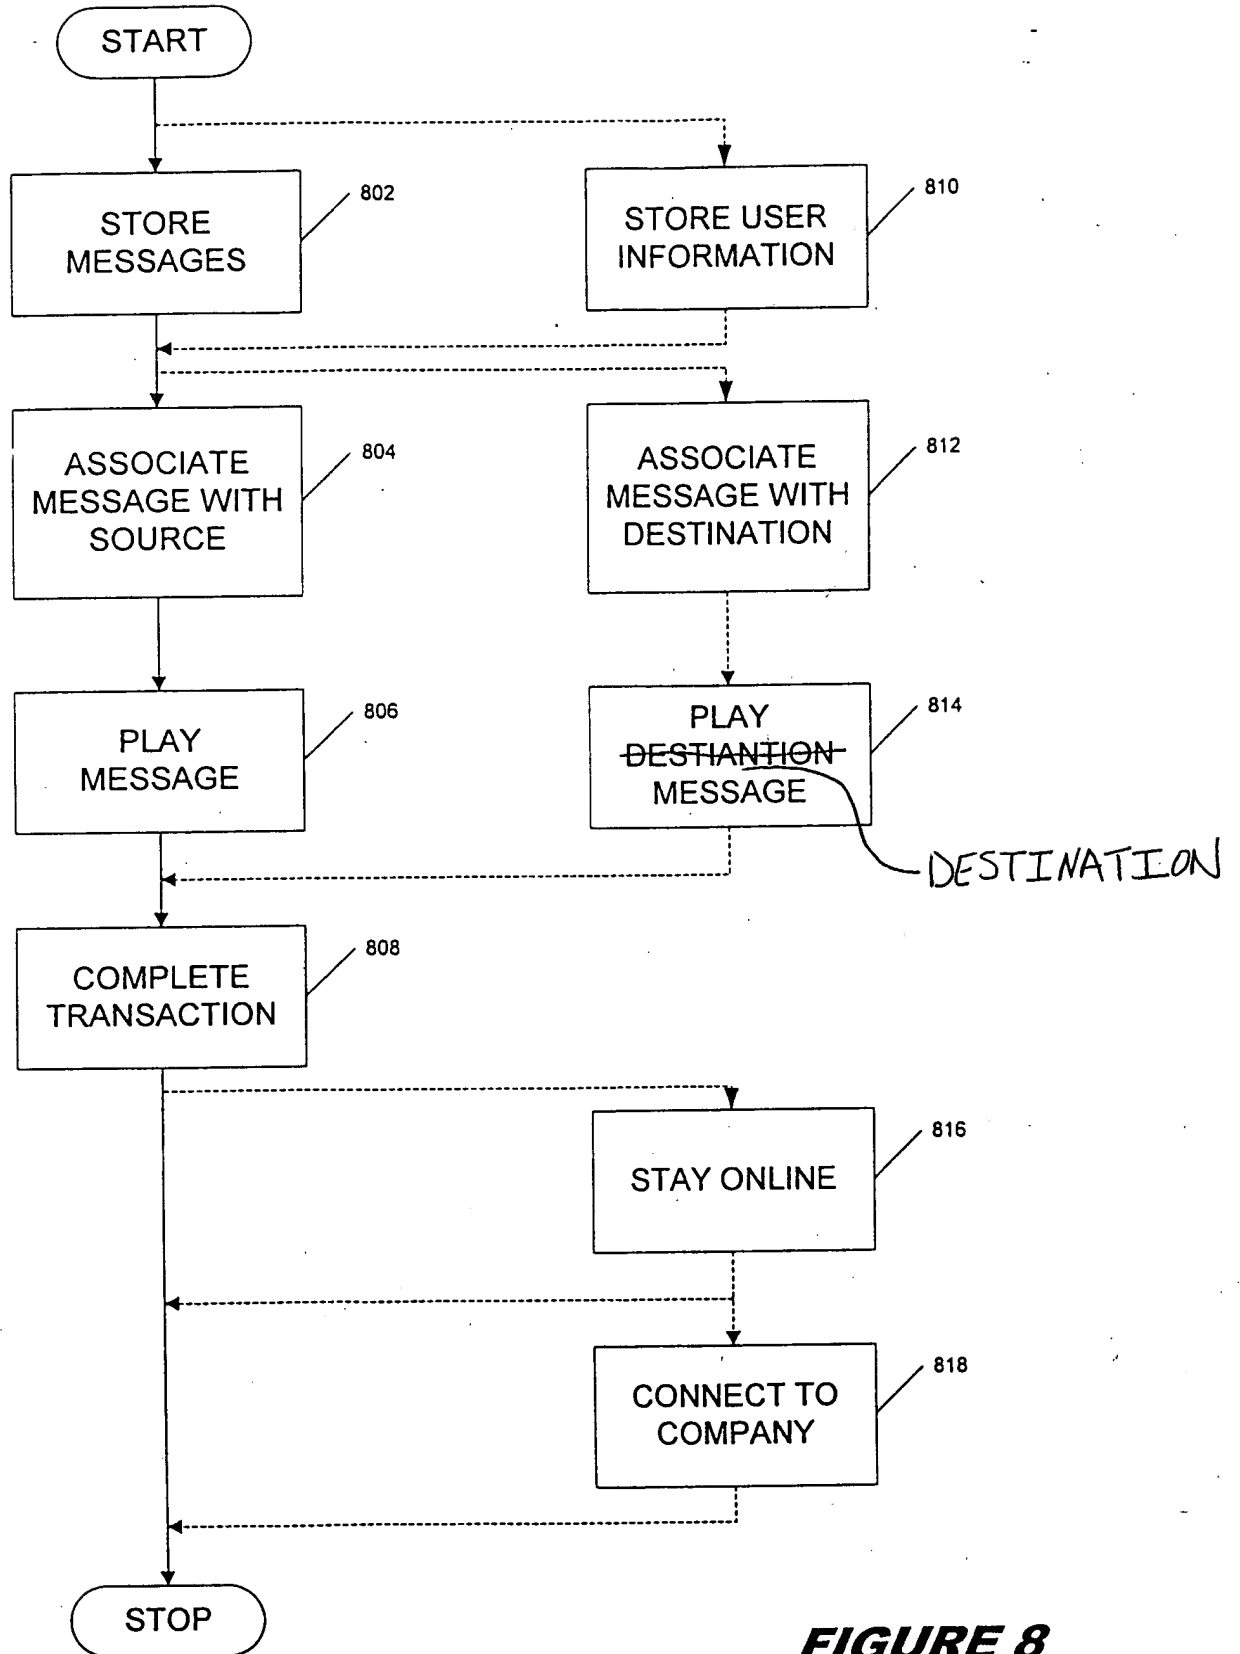 START
802
STORE
MESSAGES
810
STORE USER
INFORMATION
804
ASSOCIATE
MESSAGE WITH
SOURCE
812
ASSOCIATE
MESSAGE WITH
DESTINATION
806
PLAY
MESSAGE
814
PLAY
DESTIANTION
MESSAGE
DESTINATION
808
COMPLETE
TRANSACTION
816
STAY ONLINE
818
CONNECT TO
COMPANY
STOP
FIGURE 8